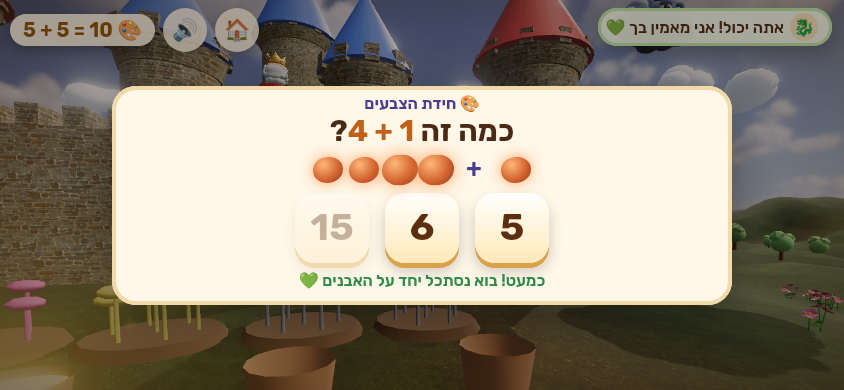 5 + 5 = 10
אתה יכול! אני מאמין בך
חידת הצבעים
כמה זה 1 + 4?
+
15
6
5
כמעט! בוא נסתכל יחד על האבנים